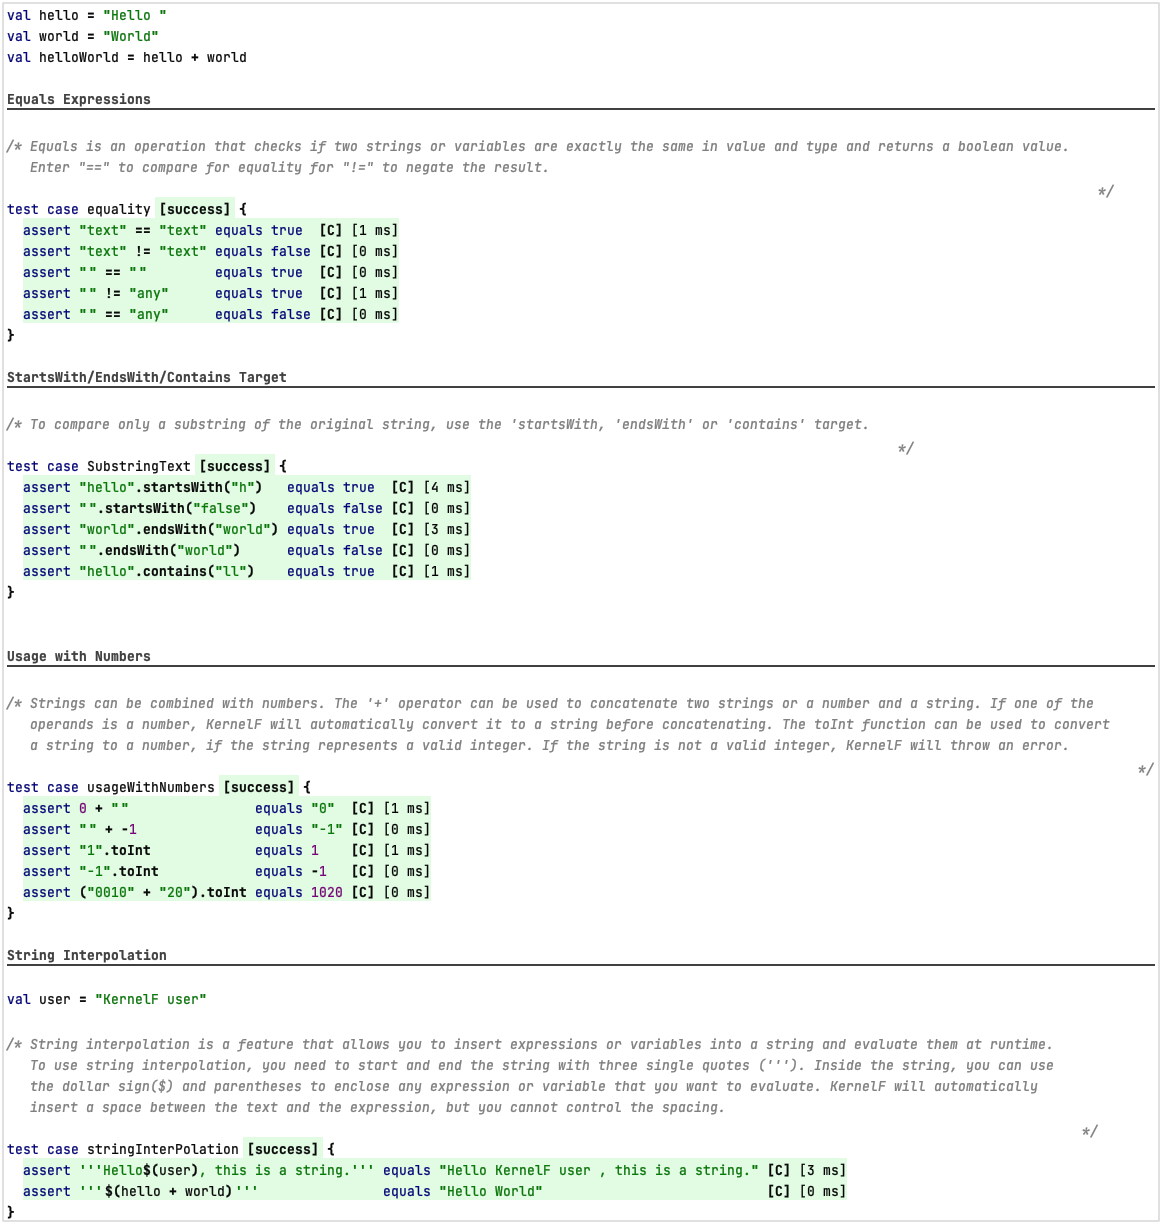 val hello = "Hello "
val world = "World"
val helloWorld = hello + world
Equals Expressions
/* Equals is an operation that checks if two strings or variables are exactly the same in value and type and returns a boolean value.
Enter "==" to compare for equality for "!=" to negate the result.
*/
test case equality [success] {
assert "text" == "text" equals true [C] [1 ms]
assert "text" != "text" equals false [C] [0 ms]
assert "" == "" equals true [C] [0 ms]
assert "" != "any" equals true [C] [1 ms]
assert "" == "any" equals false [C] [0 ms]
}
StartsWith/EndsWith/Contains Target
/* To compare only a substring of the original string, use the 'startsWith, 'endsWith' or 'contains' target.
*/
test case SubstringText [success] {
assert "hello".startsWith("h") equals true [C] [4 ms]
assert "".startsWith("false") equals false [C] [0 ms]
assert "world".endsWith("world") equals true [C] [3 ms]
assert "".endsWith("world") equals false [C] [0 ms]
assert "hello".contains("ll") equals true [C] [1 ms]
}
Usage with Numbers
/* Strings can be combined with numbers. The '+' operator can be used to concatenate two strings or a number and a string. If one of the
operands is a number, KernelF will automatically convert it to a string before concatenating. The toInt function can be used to convert
a string to a number, if the string represents a valid integer. If the string is not a valid integer, KernelF will throw an error.
*/
test case usageWithNumbers [success] {
assert 0 + "" equals "0" [C] [1 ms]
assert "" + -1 equals "-1" [C] [0 ms]
assert "1".toInt equals 1 [C] [1 ms]
assert "-1".toInt equals -1 [C] [0 ms]
assert ("0010" + "20").toInt equals 1020 [C] [0 ms]
}
String Interpolation
val user = "KernelF user"
/* String interpolation is a feature that allows you to insert expressions or variables into a string and evaluate them at runtime.
To use string interpolation, you need to start and end the string with three single quotes ('''). Inside the string, you can use
the dollar sign($) and parentheses to enclose any expression or variable that you want to evaluate. KernelF will automatically
insert a space between the text and the expression, but you cannot control the spacing.
*/
test case stringInterPolation [success] {
assert '''Hello$(user), this is a string.''' equals "Hello KernelF user , this is a string." [C] [3 ms]
assert '''$(hello + world)''' equals "Hello World" [C] [0 ms]
}